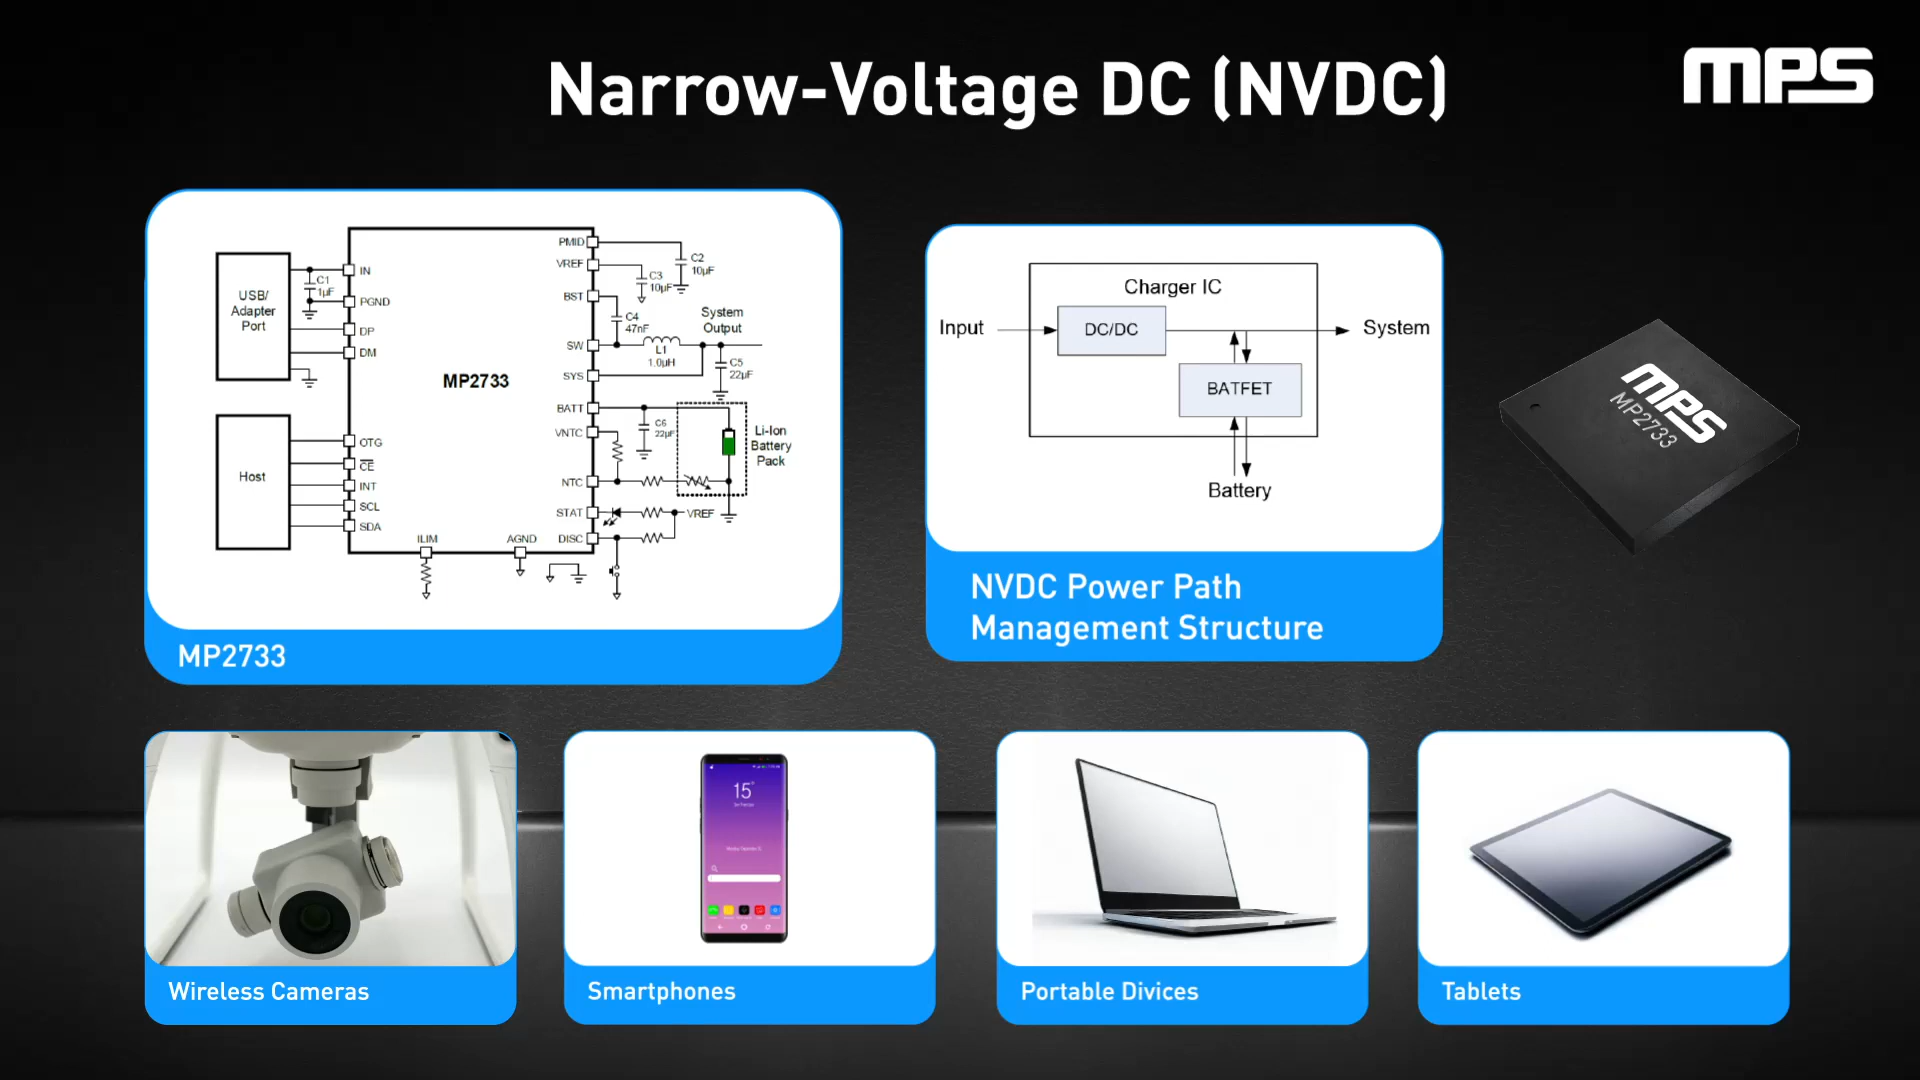 Narrow-Voltage DC (NVDC)
MPS
USB/
Adapter
Port
Host
IN
C1
1µF
PGND
DP
DM
OTG
CE
INT
SCL
SDA
MP2733
ILIM
AGND
PMID
VREF
BST
SW
SYS
BATT
VNTC
NTC
STAT
DISC
C2
10µF
C3
10µF
C4
47nF
L1
1.0µH
System
Output
C5
22µF
C6
22µF
Li-Ion
Battery
Pack
VREF
MP2733
Charger IC
Input
DC/DC
System
BATFET
Battery
NVDC Power Path
Management Structure
MPS
MP2733
15°
Wireless Cameras
Smartphones
Portable Divices
Tablets